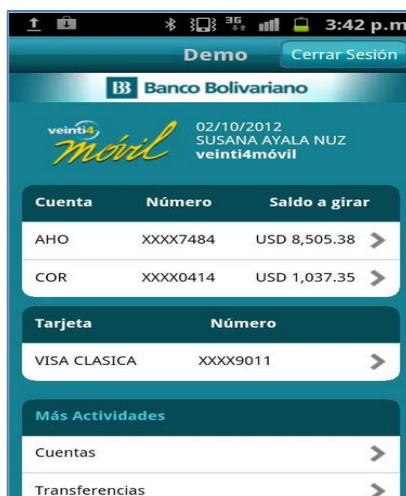 3G 3:42 p.m
Demo Cerrar Sesión
BB Banco Bolivariano
veinti4 móvil
02/10/2012
SUSANA AYALA NUZ
veinti4móvil
Cuenta Número Saldo a girar
AHO XXXX7484 USD 8,505.38
COR XXXX0414 USD 1,037.35
Tarjeta Número
VISA CLASICA XXXX9011
Más Actividades
Cuentas
Transferencias